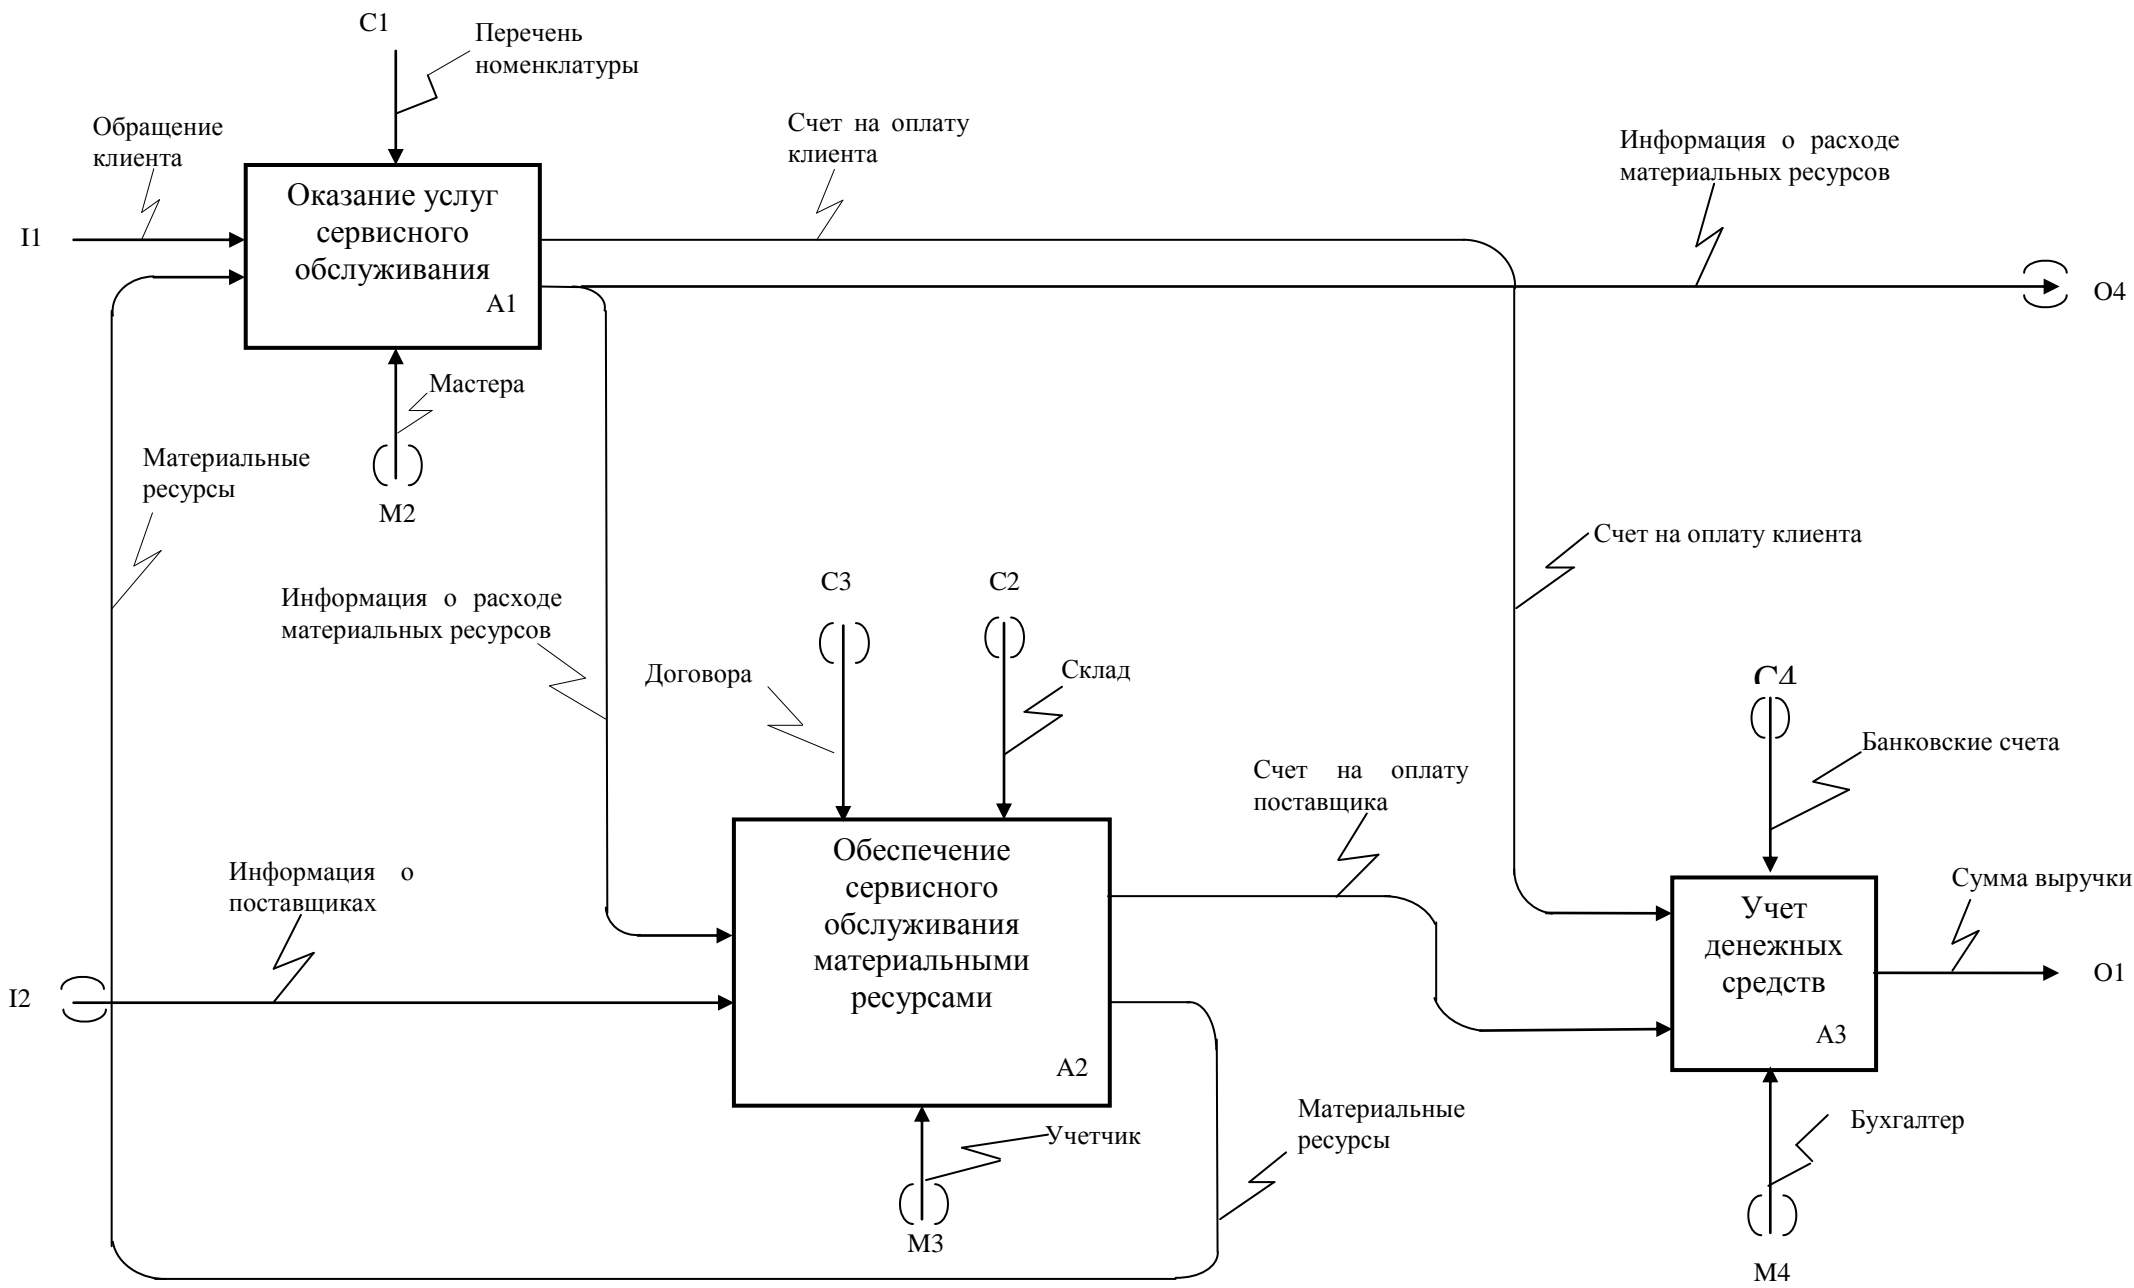 C1
Перечень
номенклатуры
Обращение
клиента
Счет на оплату
клиента
Информация о расходе
материальных ресурсов
I1
Оказание услуг
сервисного
обслуживания
A1
O4
Мастера
M2
Материальные
ресурсы
Счет на оплату клиента
Информация о расходе
материальных ресурсов
C3
C2
Договора
Склад
C4
Банковские счета
Счет на оплату
поставщика
Информация о
поставщиках
I2
Обеспечение
сервисного
обслуживания
материальными
ресурсами
A2
Учет
денежных
средств
A3
Сумма выручки
O1
Учетчик
M3
Материальные
ресурсы
Бухгалтер
M4